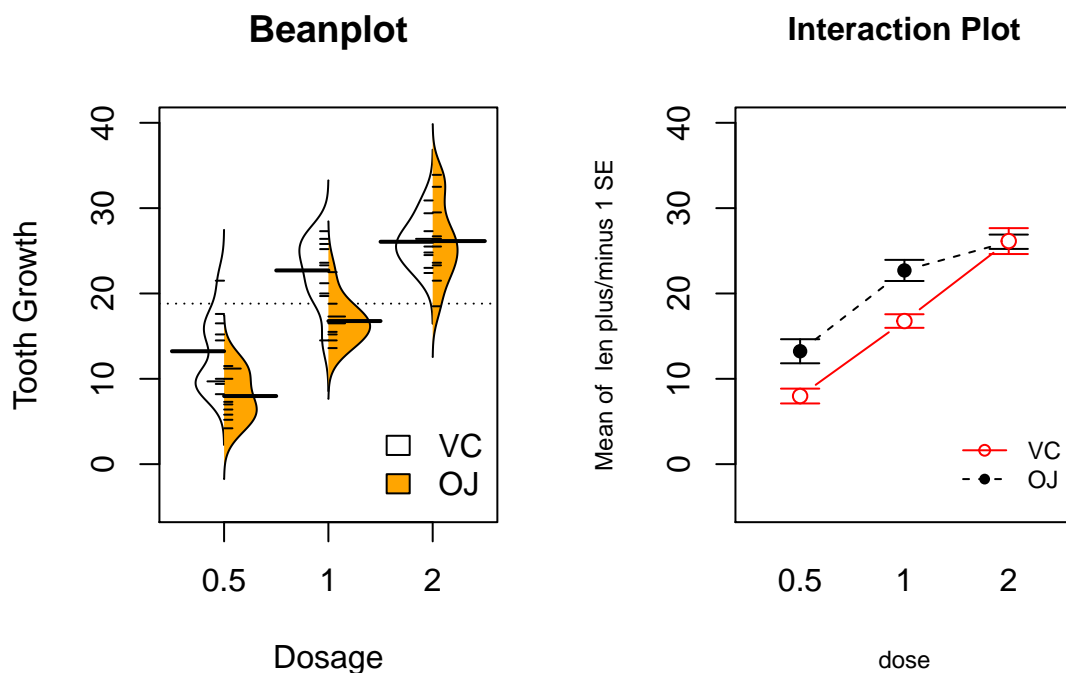 Beanplot
Tooth Growth
40
30
20
10
0
VC
OJ
0.5 1 2
Dosage
Interaction Plot
Mean of len plus/minus 1 SE
40
30
20
10
0
VC
OJ
0.5 1 2
dose